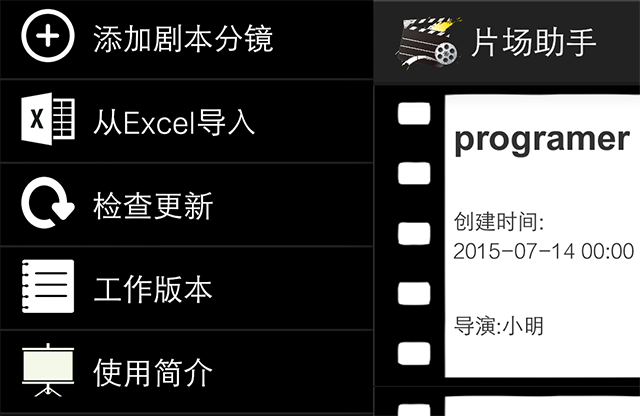 添加剧本分镜
从Excel导入
检查更新
工作版本
使用简介
片场助手
programer
创建时间:
2015-07-14 00:00
导演:小明